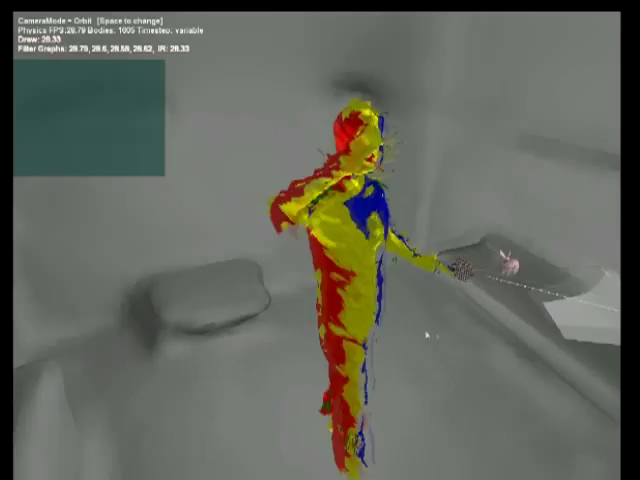 CameraMode = Orbit [Space to change]
Physics FPS:28.79 Bodies: 1005 Timestep: variable
Draw: 28.33
Filter Graphs: 28.79, 28.6, 28.58, 28.62, IR: 28.33